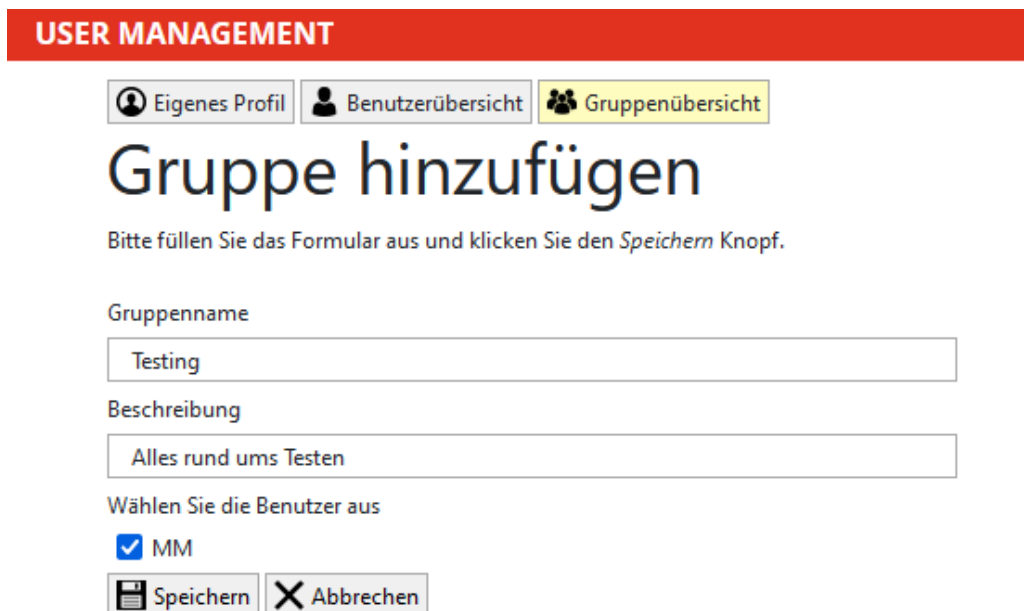 USER MANAGEMENT
Eigenes Profil Benutzerübersicht Gruppenübersicht
Gruppe hinzufügen
Bitte füllen Sie das Formular aus und klicken Sie den Speichern Knopf.
Gruppenname
Testing
Beschreibung
Alles rund ums Testen
Wählen Sie die Benutzer aus
MM
Speichern Abbrechen